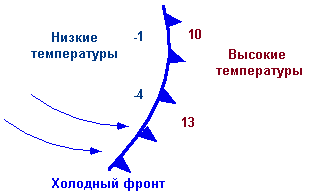 Низкие
температуры
-1
10
Высокие
температуры
-4
13
Холодный фронт